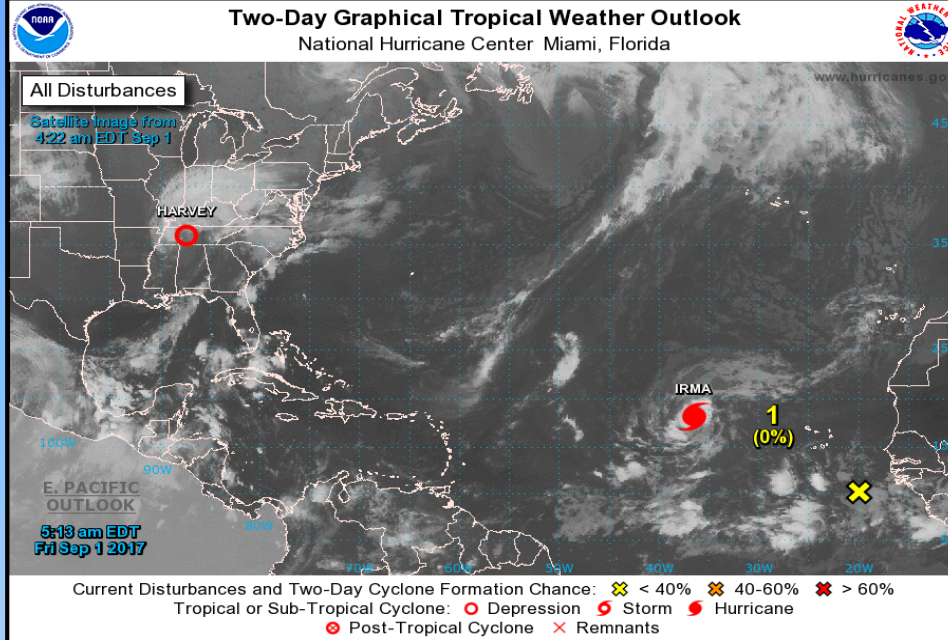 Two-Day Graphical Tropical Weather Outlook
National Hurricane Center Miami, Florida
NOAA
www.hurricanes.go
All Disturbances
Satellite Image from
4:22 am EDT Sep 1
HARVEY
IRMA
1
(0%)
45
35
25
100W
90W
80W
70W
60W
50W
40W
30W
20W
E. PACIFIC
OUTLOOK
5:13 am EDT
Fri Sep 1 2017
Current Disturbances and Two-Day Cyclone Formation Chance: < 40% 40-60% > 60%
Tropical or Sub-Tropical Cyclone: Depression Storm Hurricane
Post-Tropical Cyclone Remnants